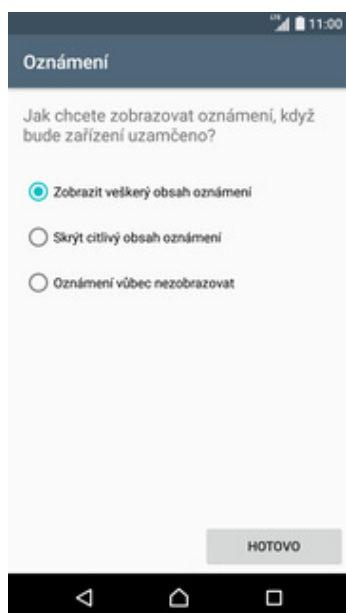 LTE 11:00
Oznámení
Jak chcete zobrazovat oznámení, když
bude zařízení uzamčeno?
Zobrazit veškerý obsah oznámení
Skrýt citlivý obsah oznámení
Oznámení vůbec nezobrazovat
HOTOVO